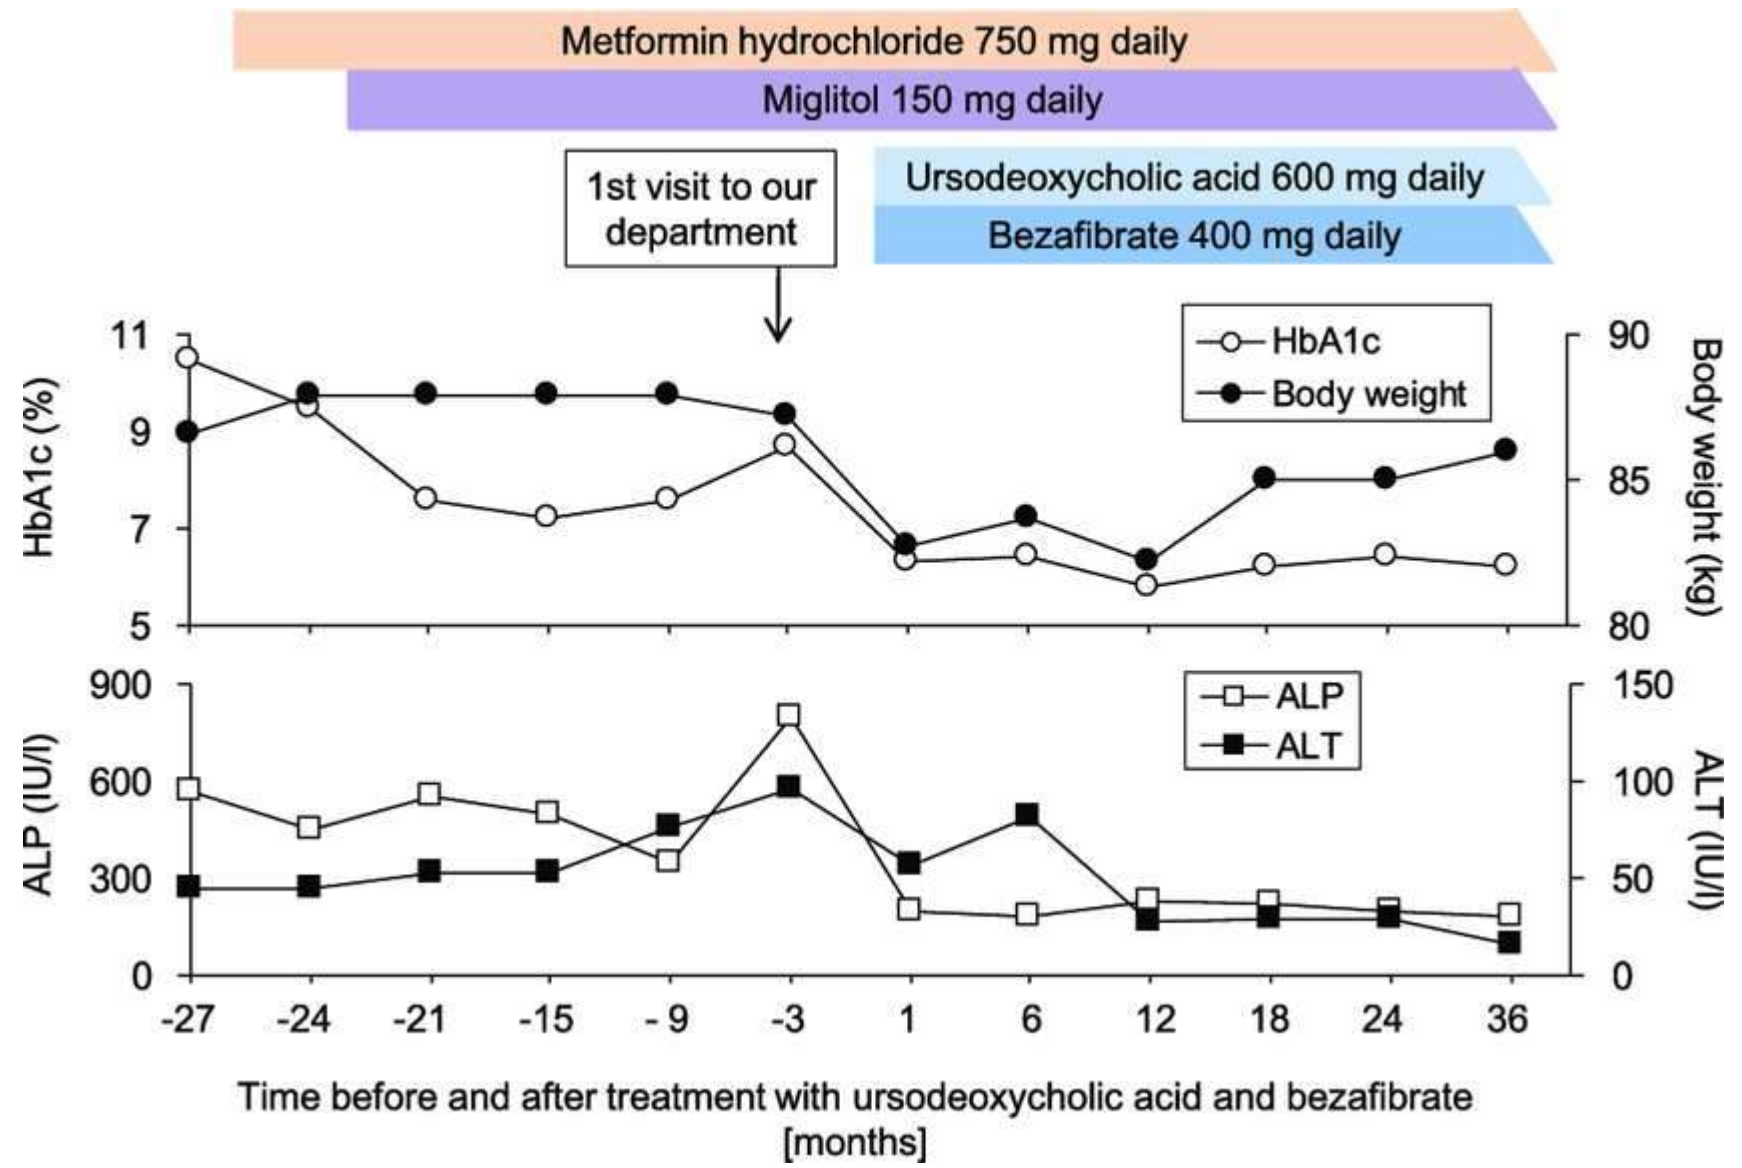 Metformin hydrochloride 750 mg daily
Miglitol 150 mg daily
1st visit to our
department
Ursodeoxycholic acid 600 mg daily
Bezafibrate 400 mg daily
HbA1c
Body weight
HbA1c (%)
11
9
7
5
90
85
80
Body weight (kg)
ALP
ALT
ALP (IU/l)
900
600
300
0
150
100
50
0
ALT (IU/l)
-27 -24 -21 -15 - 9 -3 1 6 12 18 24 36
Time before and after treatment with ursodeoxycholic acid and bezafibrate
[months]